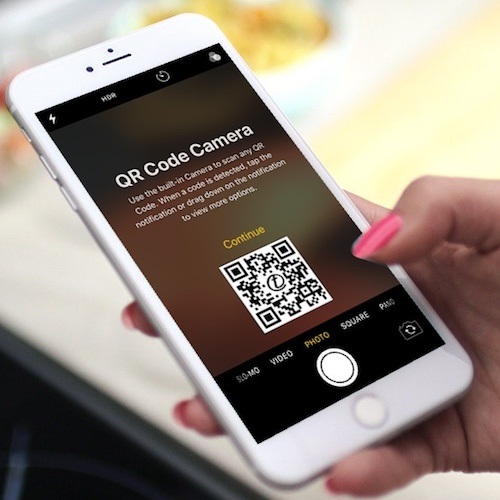 HDR
QR Code Camera
Use the built-in Camera to scan any QR
Code. When a code is detected, tap the
notification or drag down on the notification
to view more options.
Continue
SLO-MO VIDEO PHOTO SQUARE PANO